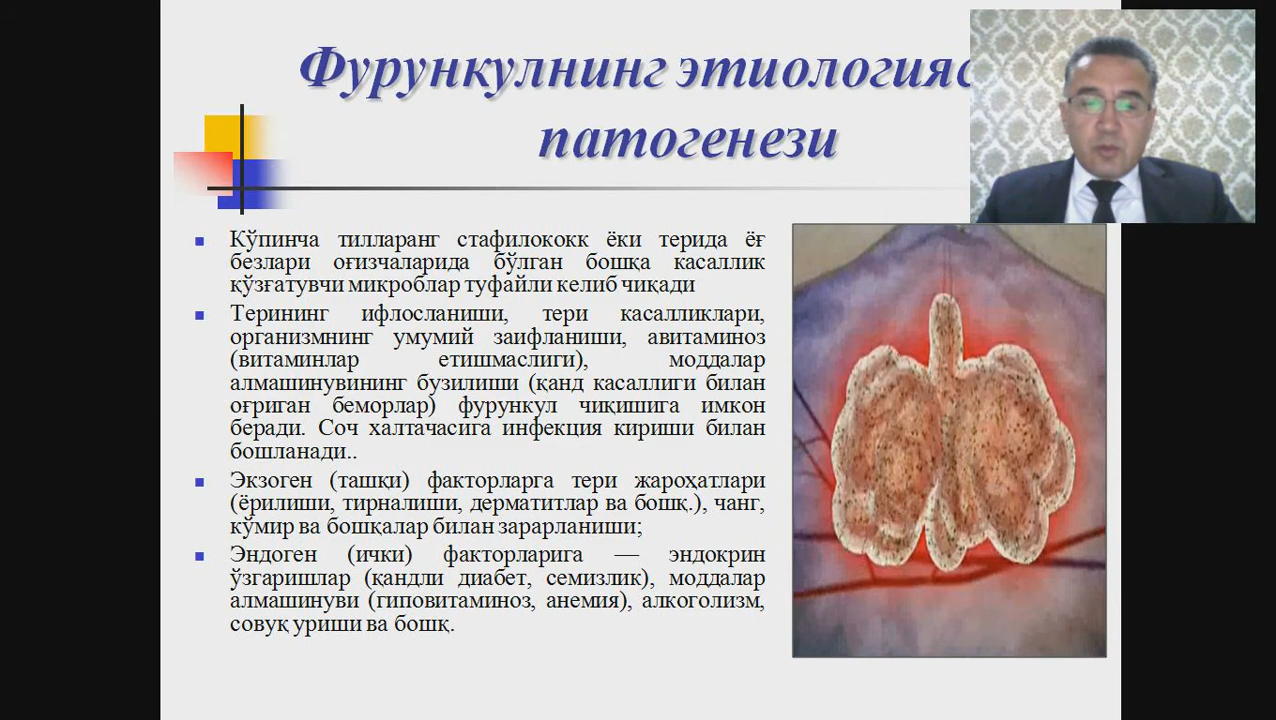 Фурункулнинг этиологияс
патогенези
Кўпинча тилларанг стафилококк ёки терида ёғ
безлари оғизчаларида бўлган бошқа касаллик
қўзғатувчи микроблар туфайли келиб чиқади
Терининг ифлосланиши, тери касалликлари,
организмнинг умумий заифланиши, авитаминоз
(витаминлар етишмаслиги), моддалар
алмашинувининг бузилиши (қанд касаллиги билан
оғриган беморлар) фурункул чиқишига имкон
беради. Соч халтачасига инфекция кириши билан
бошланади..
Экзоген (ташқи) факторларга тери жароҳатлари
(ёрилиши, тирналиши, дерматитлар ва бошқ.), чанг,
кўмир ва бошқалар билан зарарланиши;
Эндоген (ички) факторларига — эндокрин
ўзгаришлар (қандли диабет, семизлик), моддалар
алмашинуви (гиповитаминоз, анемия), алкоголизм,
совуқ уриши ва бошқ.